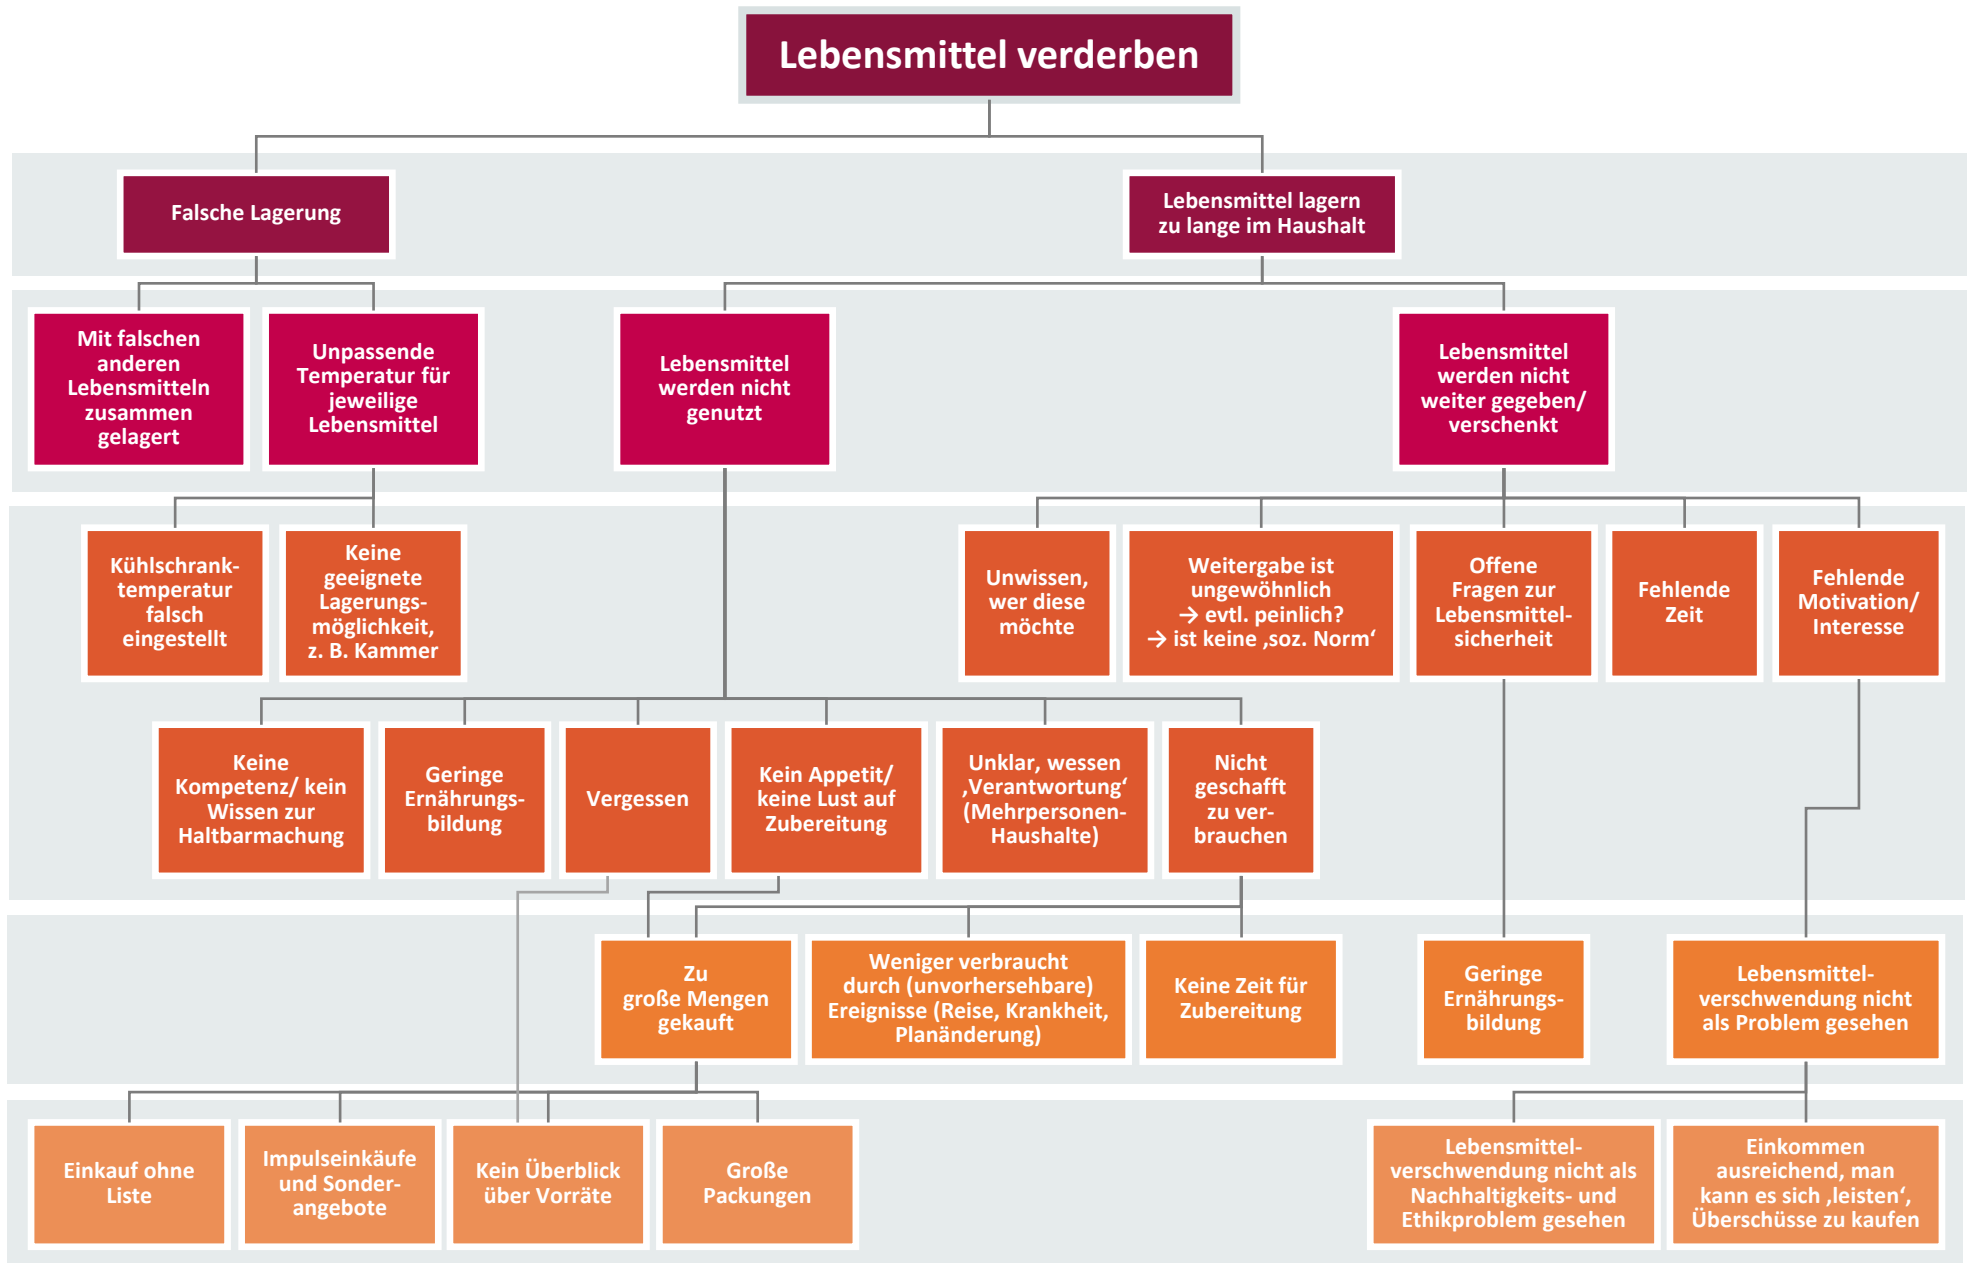 Lebensmittel verderben
Falsche Lagerung
Lebensmittel lagern
zu lange im Haushalt
Mit falschen
anderen
Lebensmitteln
zusammen
gelagert
Unpassende
Temperatur für
jeweilige
Lebensmittel
Lebensmittel
werden nicht
genutzt
Lebensmittel
werden nicht
weiter gegeben/
verschenkt
Kühlschrank-
temperatur
falsch
eingestellt
Keine
geeignete
Lagerungs-
möglichkeit,
z. B. Kammer
Unwissen,
wer diese
möchte
Weitergabe ist
ungewöhnlich
→ evtl. peinlich?
→ ist keine ‚soz. Norm‘
Offene
Fragen zur
Lebensmittel-
sicherheit
Fehlende
Zeit
Fehlende
Motivation/
Interesse
Keine
Kompetenz/ kein
Wissen zur
Haltbarmachung
Geringe
Ernährungs-
bildung
Vergessen
Kein Appetit/
keine Lust auf
Zubereitung
Unklar, wessen
‚Verantwortung‘
(Mehrpersonen-
Haushalte)
Nicht
geschafft
zu ver-
brauchen
Zu
große Mengen
gekauft
Weniger verbraucht
durch (unvorhersehbare)
Ereignisse (Reise, Krankheit,
Planänderung)
Keine Zeit für
Zubereitung
Geringe
Ernährungs-
bildung
Lebensmittel-
verschwendung nicht
als Problem gesehen
Einkauf ohne
Liste
Impulseinkäufe
und Sonder-
angebote
Kein Überblick
über Vorräte
Große
Packungen
Lebensmittel-
verschwendung nicht als
Nachhaltigkeits- und
Ethikproblem gesehen
Einkommen
ausreichend, man
kann es sich ‚leisten‘,
Überschüsse zu kaufen